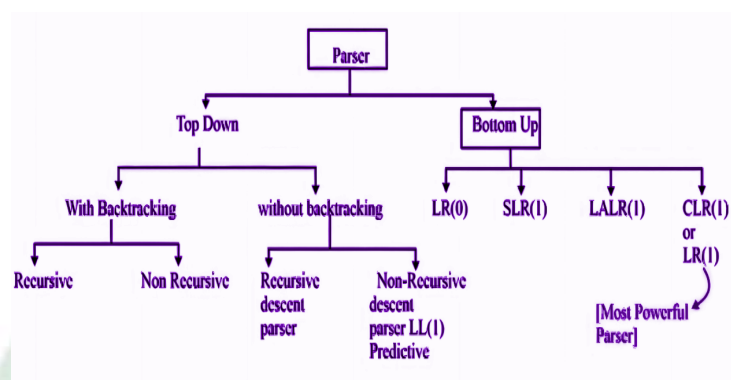 Parser
Top Down
Bottom Up
With Backtracking
without backtracking
LR(0)
SLR(1)
LALR(1)
CLR(1)
or
LR(1)
Recursive
Non Recursive
Recursive
descent
parser
Non-Recursive
descent
parser LL(1)
Predictive
[Most Powerful
Parser]